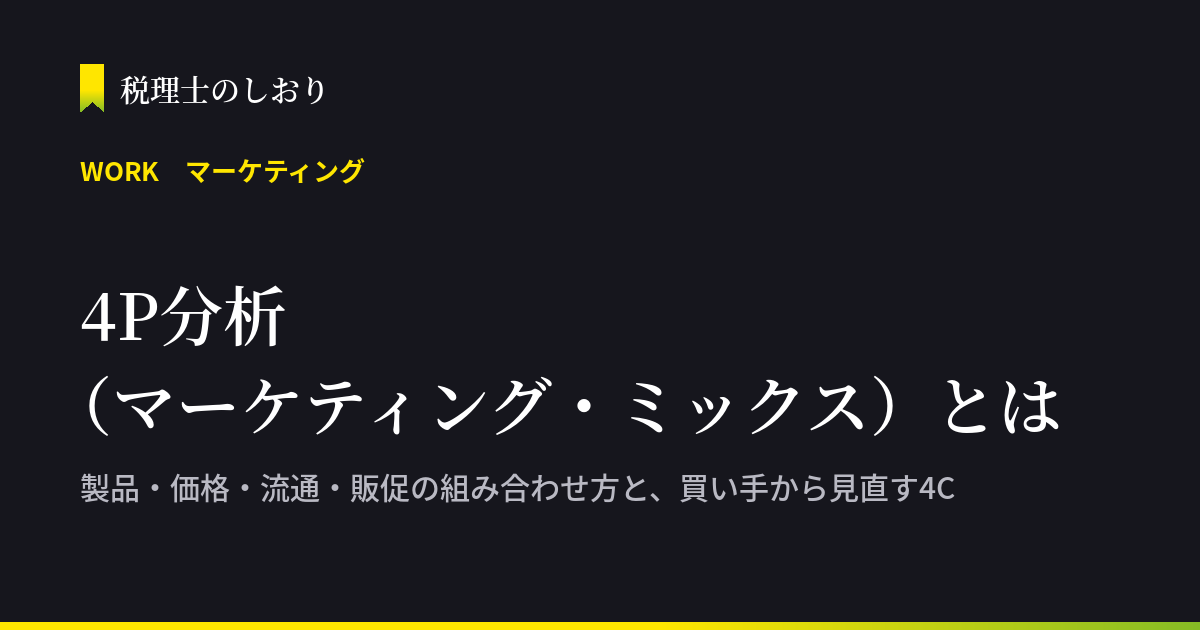 税理士のしおり
WORK　マーケティング
4P分析
（マーケティング・ミックス）とは
製品・価格・流通・販促の組み合わせ方と、買い手から見直す4C